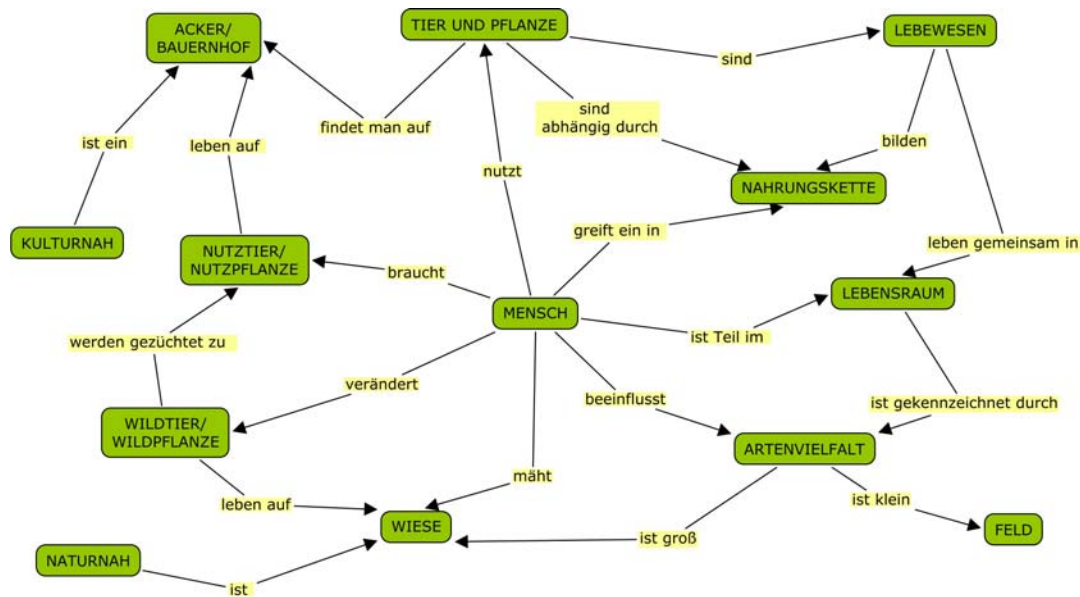 ACKER/
BAUERNHOF
TIER UND PFLANZE
LEBEWESEN
sind
sind
abhängig durch
findet man auf
ist ein
leben auf
bilden
nutzt
NAHRUNGSKETTE
greift ein in
KULTURNAH
NUTZTIER/
NUTZPFLANZE
leben gemeinsam in
braucht
LEBENSRAUM
MENSCH
ist Teil im
werden gezüchtet zu
verändert
beeinflusst
ist gekennzeichnet durch
WILDTIER/
WILDPFLANZE
ARTENVIELFALT
mäht
leben auf
ist klein
WIESE
FELD
ist groß
NATURNAH
ist